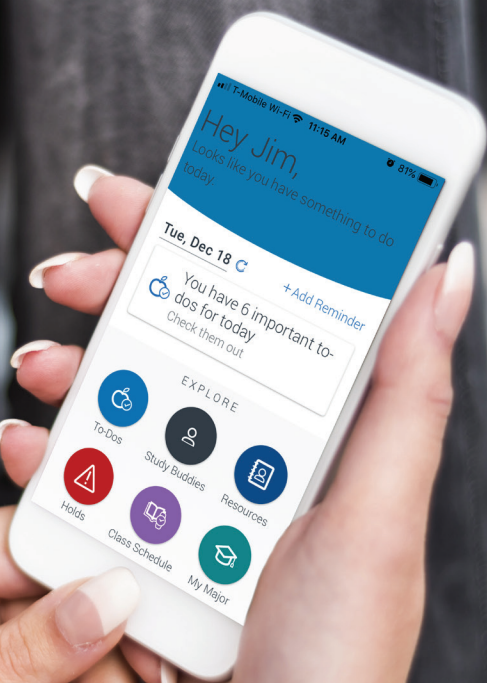 T-Mobile Wi-Fi 11:15 AM 81%
Hey Jim,
Looks like you have something to do
today
Tue, Dec 18
+ Add Reminder
You have 6 important to-
dos for today
Check them out
EXPLORE
To-Dos
Study Buddies
Resources
Holds
Class Schedule
My Major